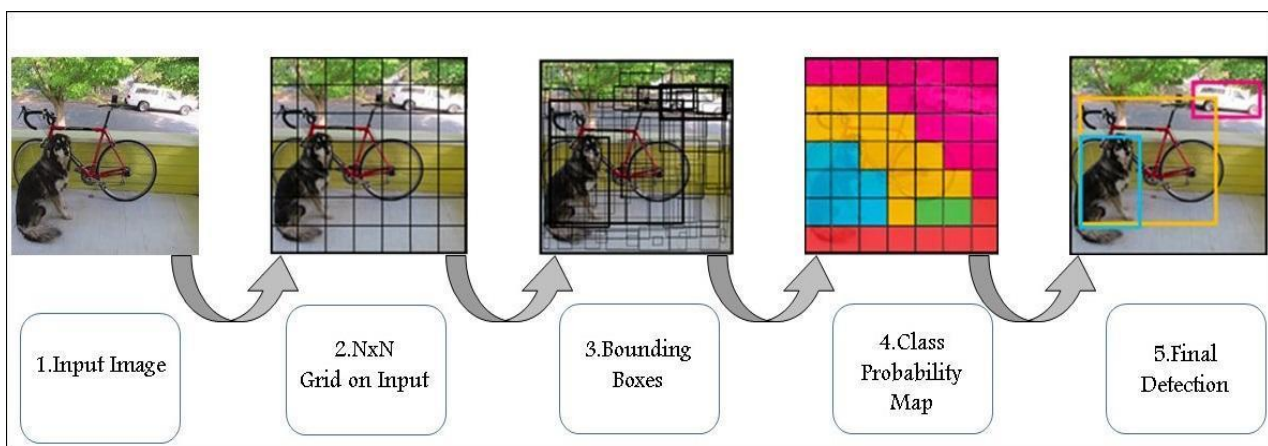 1.Input Image
2.NxN
Grid on Input
3.Bounding
Boxes
4.Class
Probability
Map
5.Final
Detection